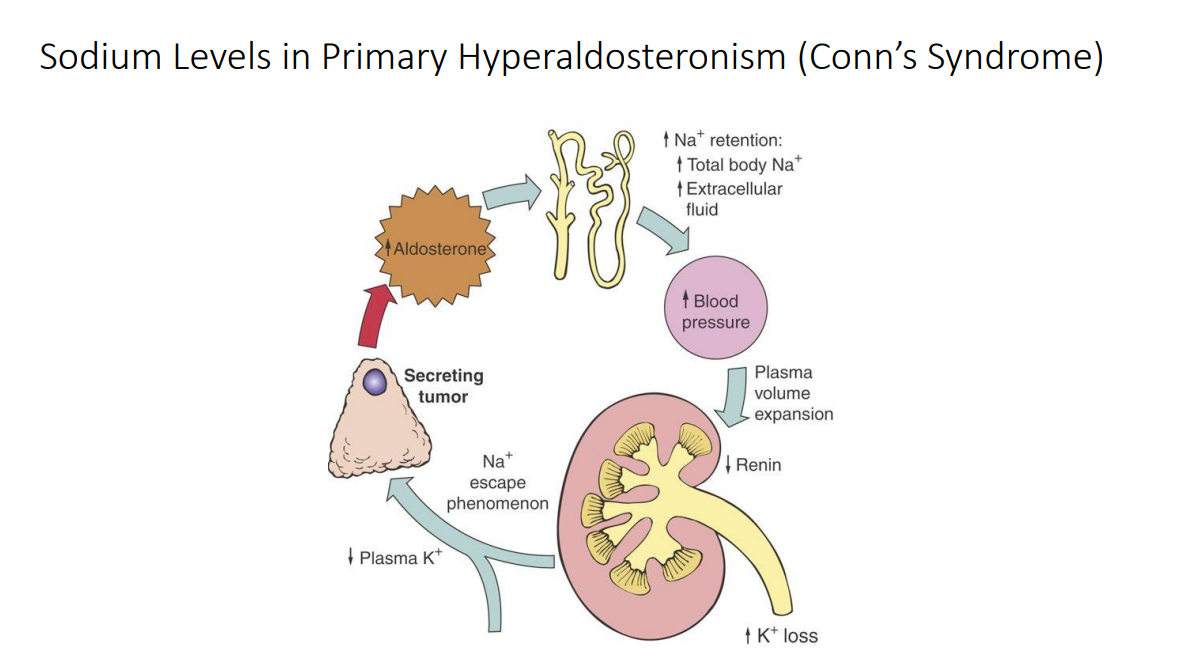 Sodium Levels in Primary Hyperaldosteronism (Conn’s Syndrome)
↑ Na⁺ retention:
↑ Total body Na⁺
↑ Extracellular
fluid
↑ Aldosterone
↑ Blood
pressure
Plasma
volume
expansion
Secreting
tumor
↓ Renin
Na⁺
escape
phenomenon
↓ Plasma K⁺
↑ K⁺ loss